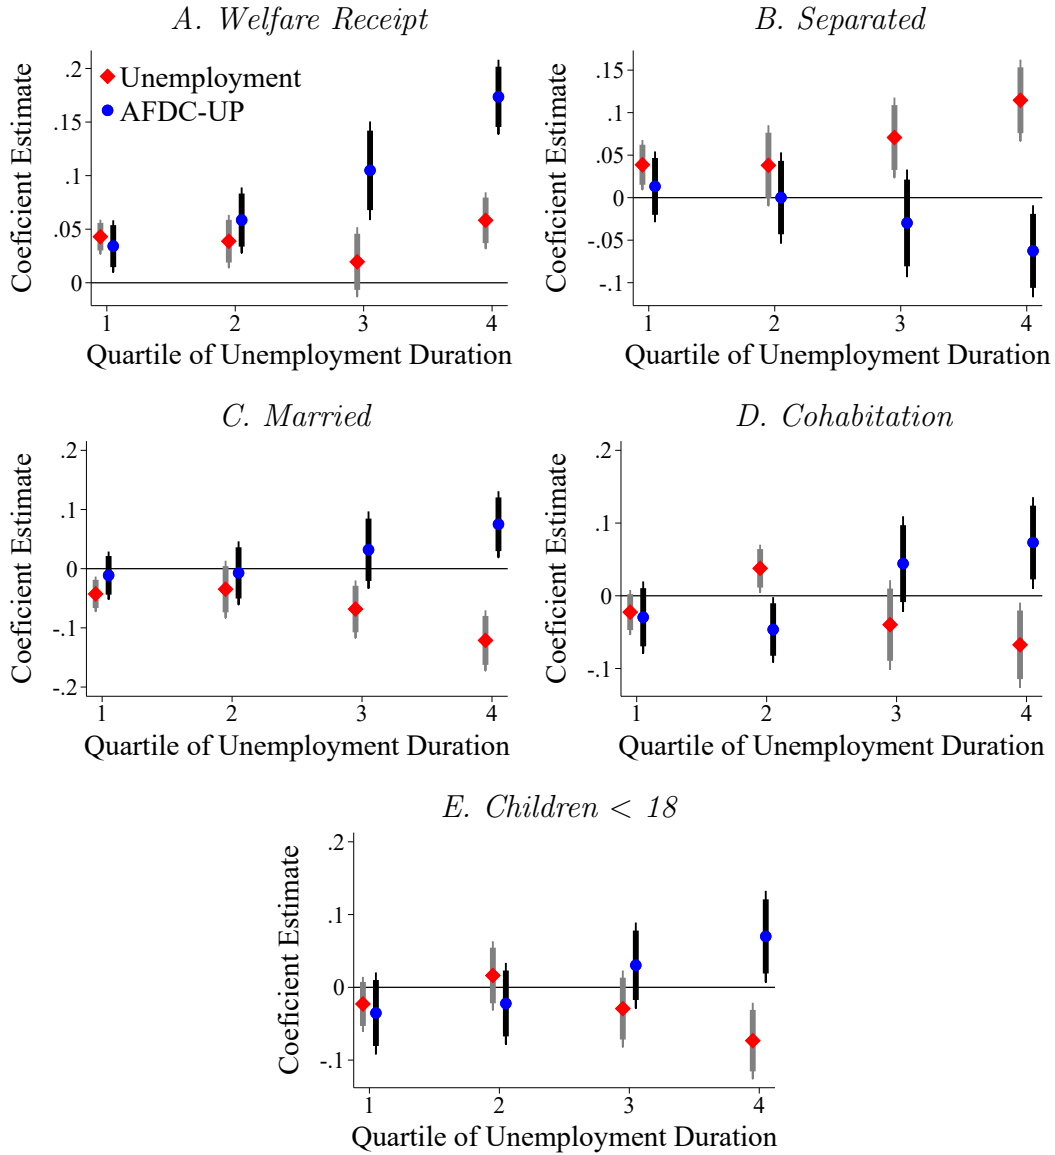 A. Welfare Receipt
Coeficient Estimate
.2
.15
.1
.05
0
Unemployment
AFDC-UP
1 2 3 4
Quartile of Unemployment Duration
B. Separated
Coeficient Estimate
.15
.1
.05
0
-.05
-.1
1 2 3 4
Quartile of Unemployment Duration
C. Married
Coeficient Estimate
.2
.1
0
-.1
-.2
1 2 3 4
Quartile of Unemployment Duration
D. Cohabitation
Coeficient Estimate
.2
.1
0
-.1
1 2 3 4
Quartile of Unemployment Duration
E. Children < 18
Coeficient Estimate
.2
.1
0
-.1
1 2 3 4
Quartile of Unemployment Duration